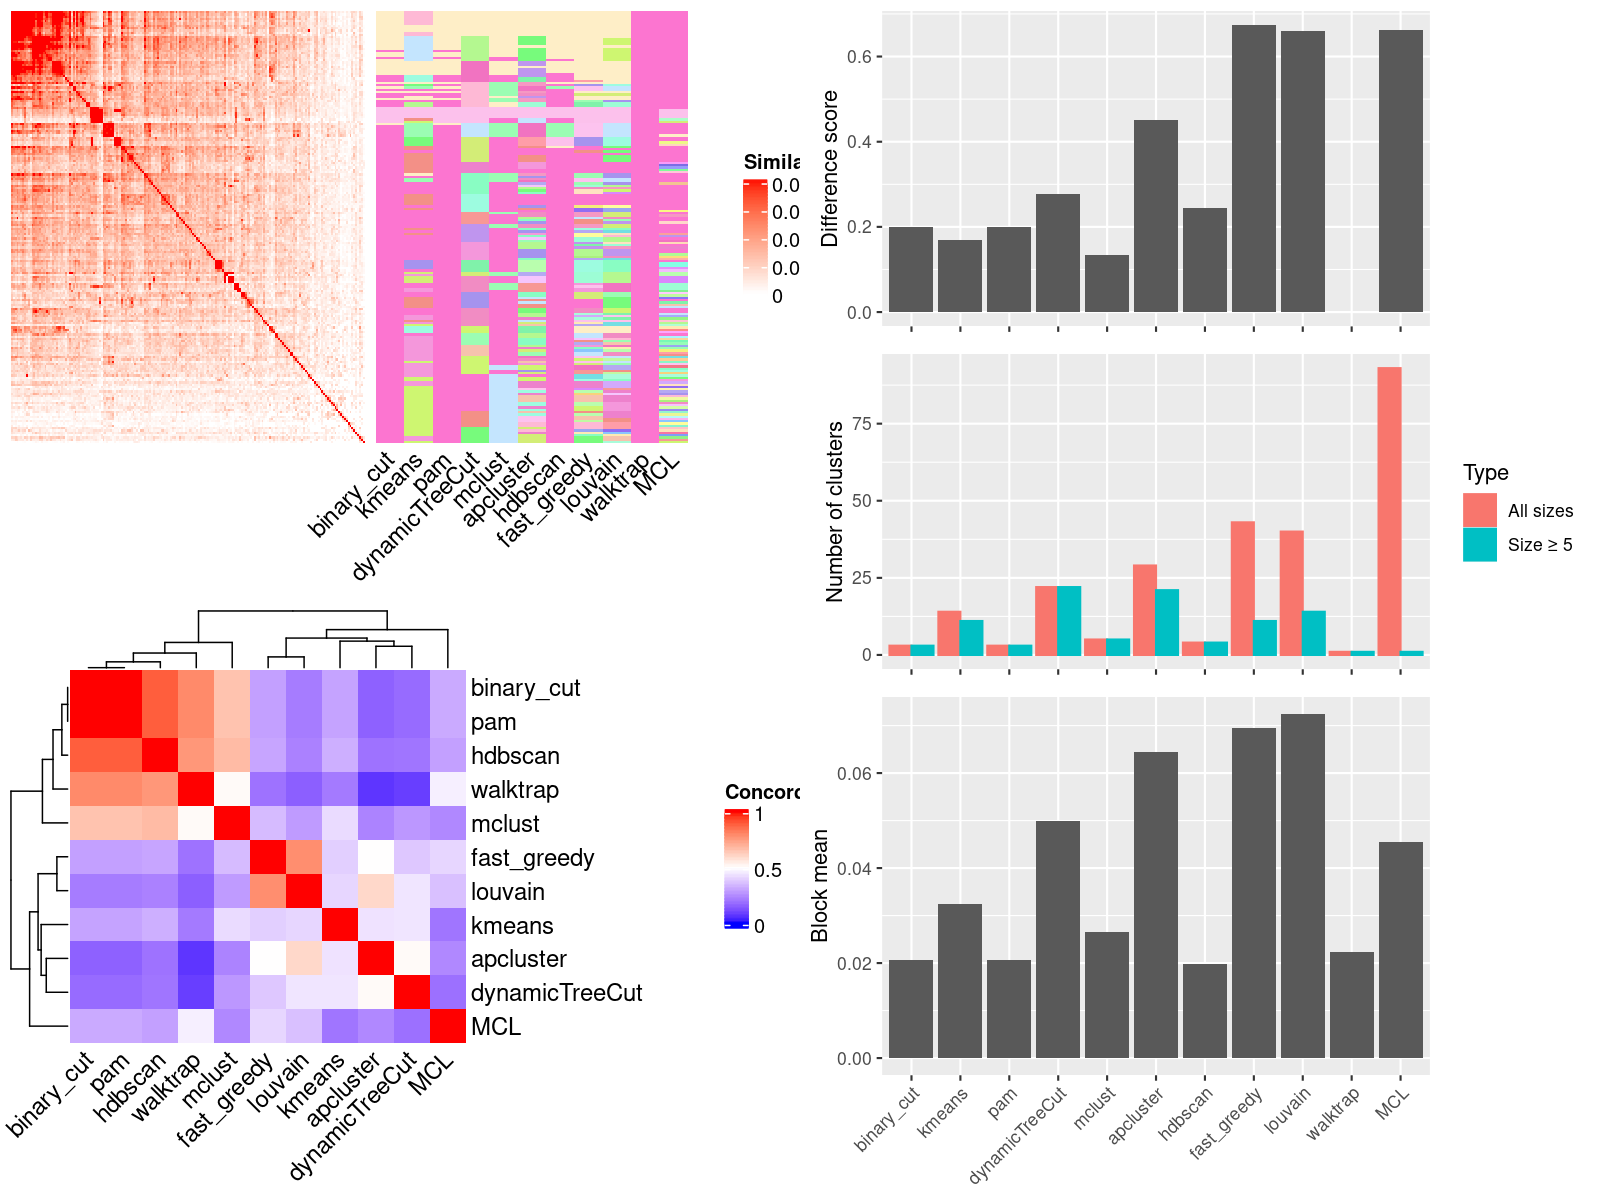 Simila
0.0
0.0
0.0
0.0
0
binary_cut
kmeans
pam
dynamicTreeCut
mclust
apcluster
hdbscan
fast_greedy
louvain
walktrap
MCL
binary_cut
pam
hdbscan
walktrap
mclust
fast_greedy
louvain
kmeans
apcluster
dynamicTreeCut
MCL
Concord
1
0.5
0
binary_cut
pam
hdbscan
walktrap
mclust
fast_greedy
louvain
kmeans
apcluster
dynamicTreeCut
MCL
Difference score
0.6
0.4
0.2
0.0
Number of clusters
75
50
25
0
Type
All sizes
Size ≥ 5
Block mean
0.06
0.04
0.02
0.00
binary_cut
kmeans
pam
dynamicTreeCut
mclust
apcluster
hdbscan
fast_greedy
louvain
walktrap
MCL